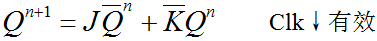 $Q^{n+1} = J\overline{Q}^{n} + \overline{K}Q^{n}$ Clk↓有效